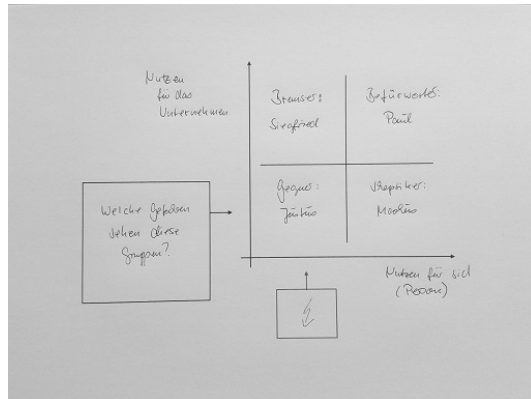 Nutzen
für das
Unternehmen
Bremser:
Siegfried
Befürworter:
Paul
Gegner:
Justus
Skeptiker:
Markus
Welche Gefahren
sehen diese
Gruppen?
Nutzen für sich
(Person)